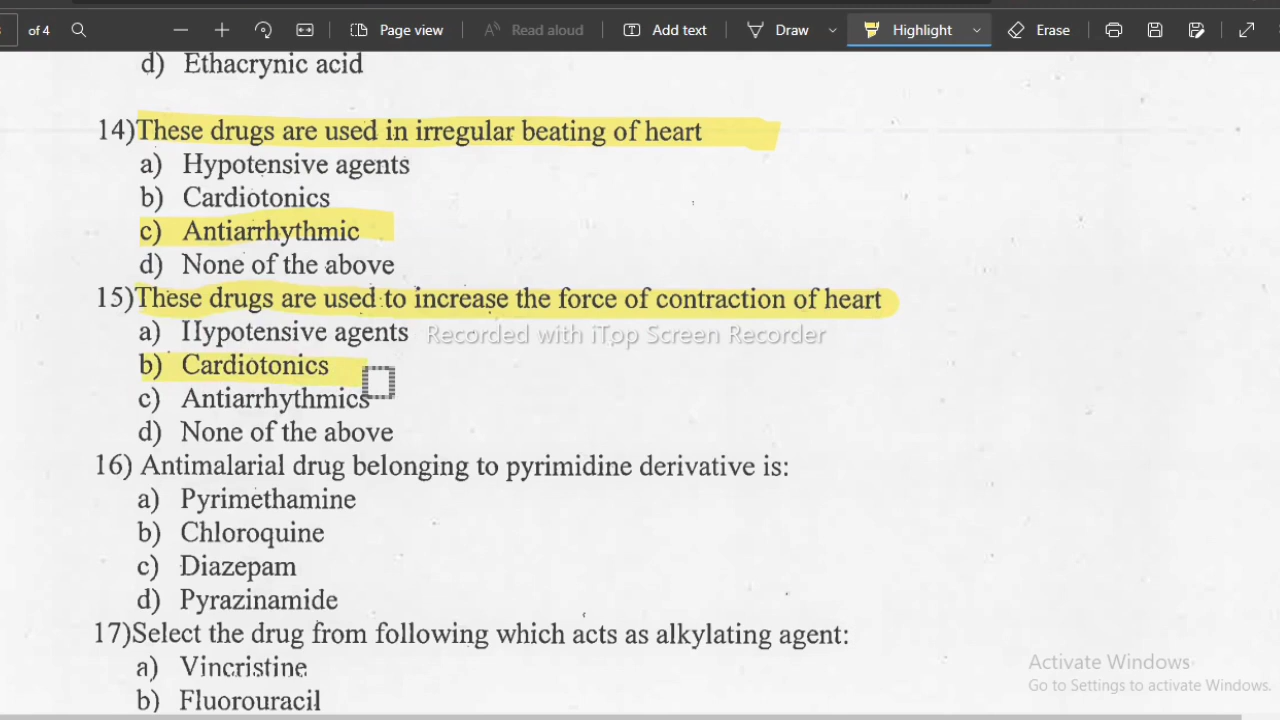 of 4
Page view
Read aloud
Add text
Draw
Highlight
Erase
d) Ethacrynic acid
14)These drugs are used in irregular beating of heart
a) Hypotensive agents
b) Cardiotonics
c) Antiarrhythmic
d) None of the above
15)These drugs are used to increase the force of contraction of heart
a) Hypotensive agents
Recorded with iTop Screen Recorder
b) Cardiotonics
c) Antiarrhythmics
d) None of the above
16) Antimalarial drug belonging to pyrimidine derivative is:
a) Pyrimethamine
b) Chloroquine
c) Diazepam
d) Pyrazinamide
17)Select the drug from following which acts as alkylating agent:
a) Vincristine
b) Fluorouracil
Activate Windows
Go to Settings to activate Windows.